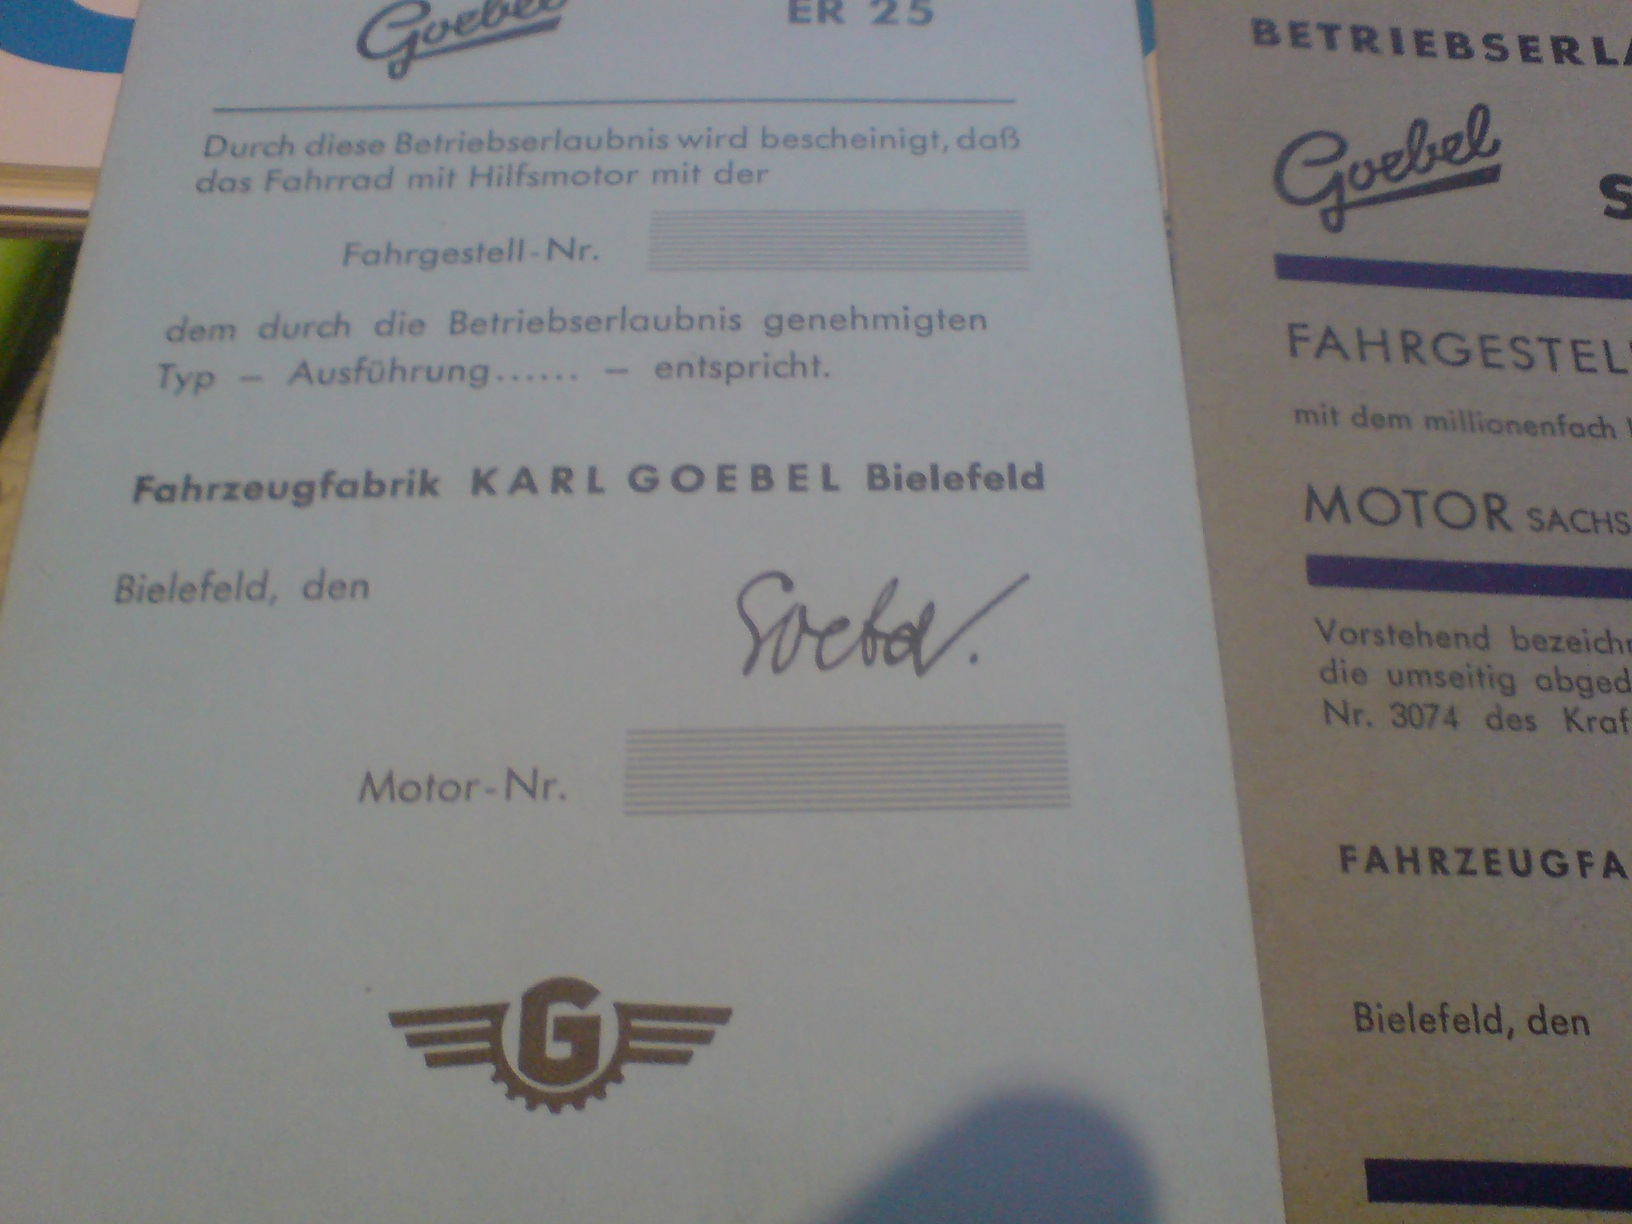 Goebel ER 25
Durch diese Betriebserlaubnis wird bescheinigt, daß
das Fahrrad mit Hilfsmotor mit der
Fahrgestell-Nr.
dem durch die Betriebserlaubnis genehmigten
Typ – Ausführung...... – entspricht.
Fahrzeugfabrik KARL GOEBEL Bielefeld
Bielefeld, den
Goebel.
Motor-Nr.
G
BETRIEBSERLA
Goebel S
FAHRGESTEL
mit dem millionenfach
MOTOR SACHS
Vorstehend bezeichn
die umseitig abged
Nr. 3074 des Kraf
FAHRZEUGFA
Bielefeld, den